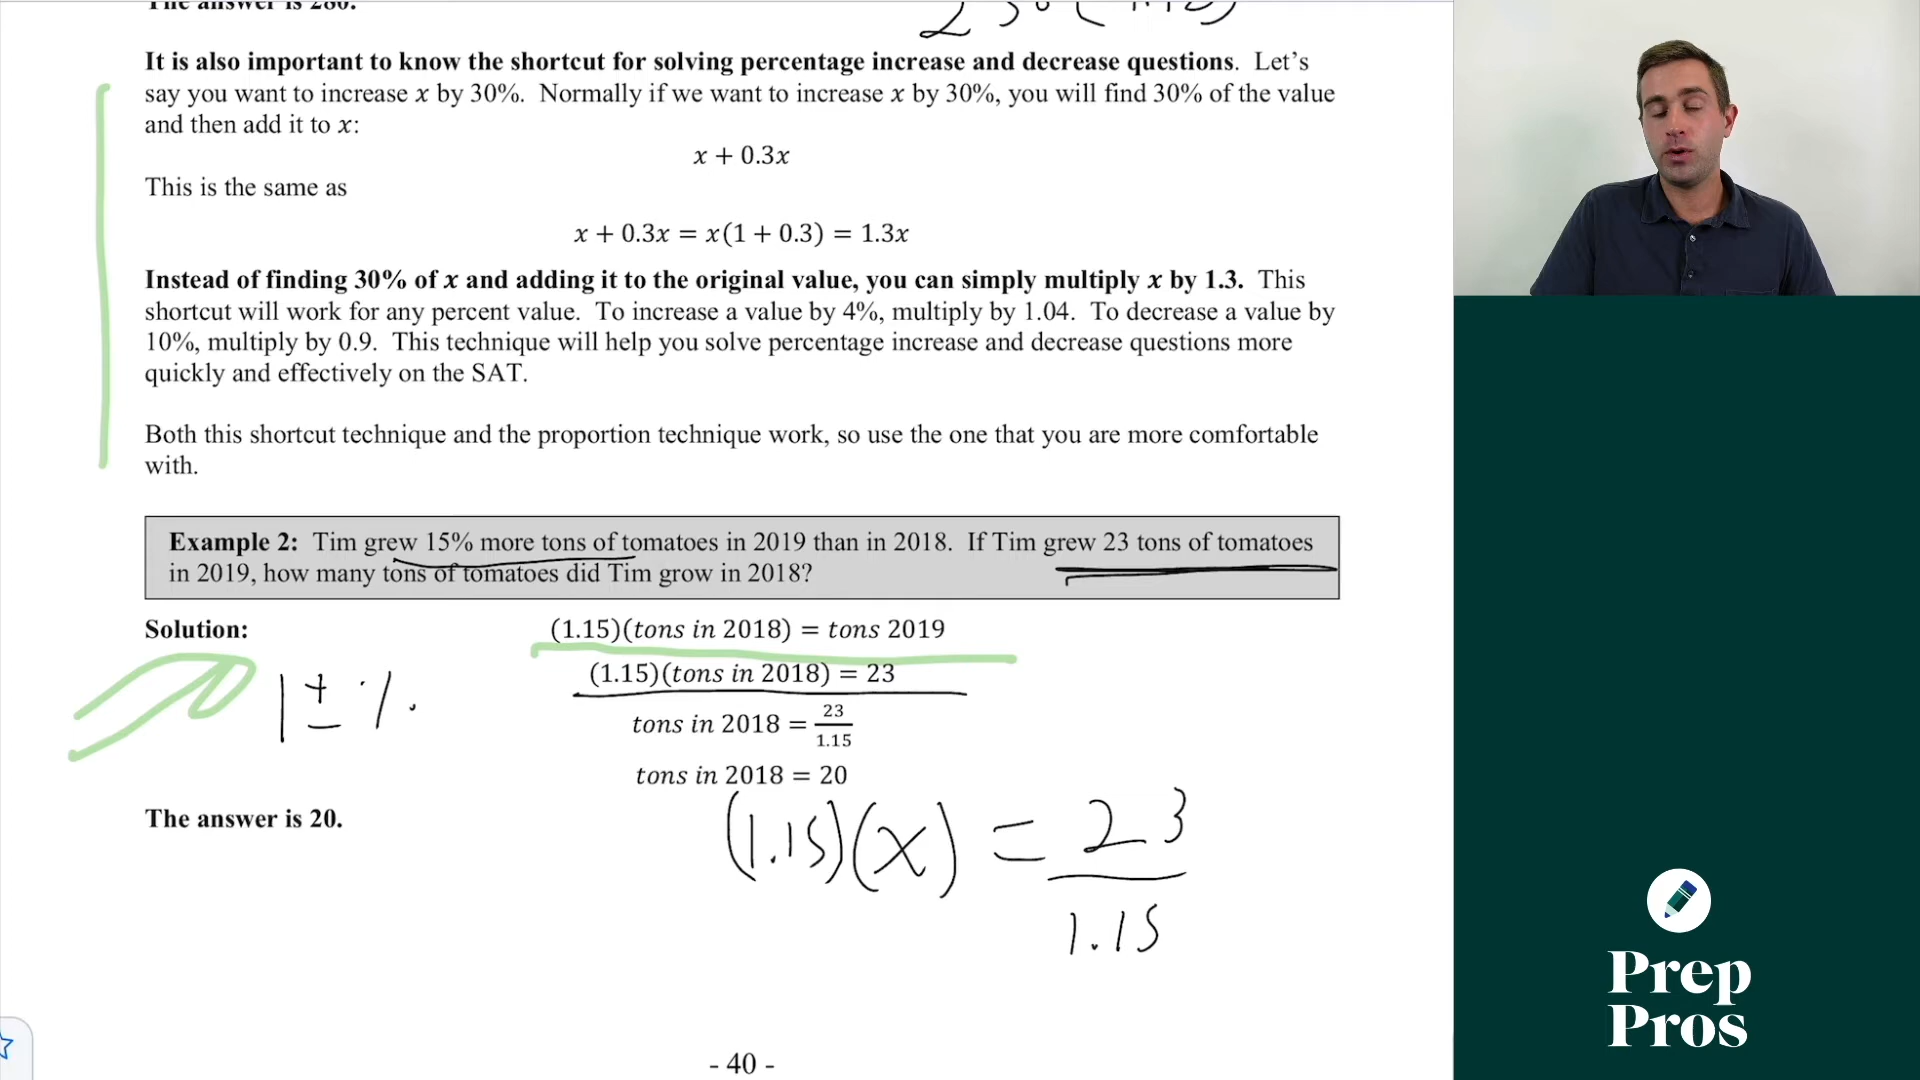 The answer is 280.
It is also important to know the shortcut for solving percentage increase and decrease questions. Let’s
say you want to increase x by 30%. Normally if we want to increase x by 30%, you will find 30% of the value
and then add it to x:
x + 0.3x
This is the same as
x + 0.3x = x(1 + 0.3) = 1.3x
Instead of finding 30% of x and adding it to the original value, you can simply multiply x by 1.3. This
shortcut will work for any percent value. To increase a value by 4%, multiply by 1.04. To decrease a value by
10%, multiply by 0.9. This technique will help you solve percentage increase and decrease questions more
quickly and effectively on the SAT.
Both this shortcut technique and the proportion technique work, so use the one that you are more comfortable
with.
Example 2: Tim grew 15% more tons of tomatoes in 2019 than in 2018. If Tim grew 23 tons of tomatoes
in 2019, how many tons of tomatoes did Tim grow in 2018?
Solution:
(1.15)(tons in 2018) = tons 2019
(1.15)(tons in 2018) = 23
1 ± %.
tons in 2018 = 23/1.15
tons in 2018 = 20
The answer is 20.
(1.15)(x) = 23
1.15
- 40 -
Prep
Pros